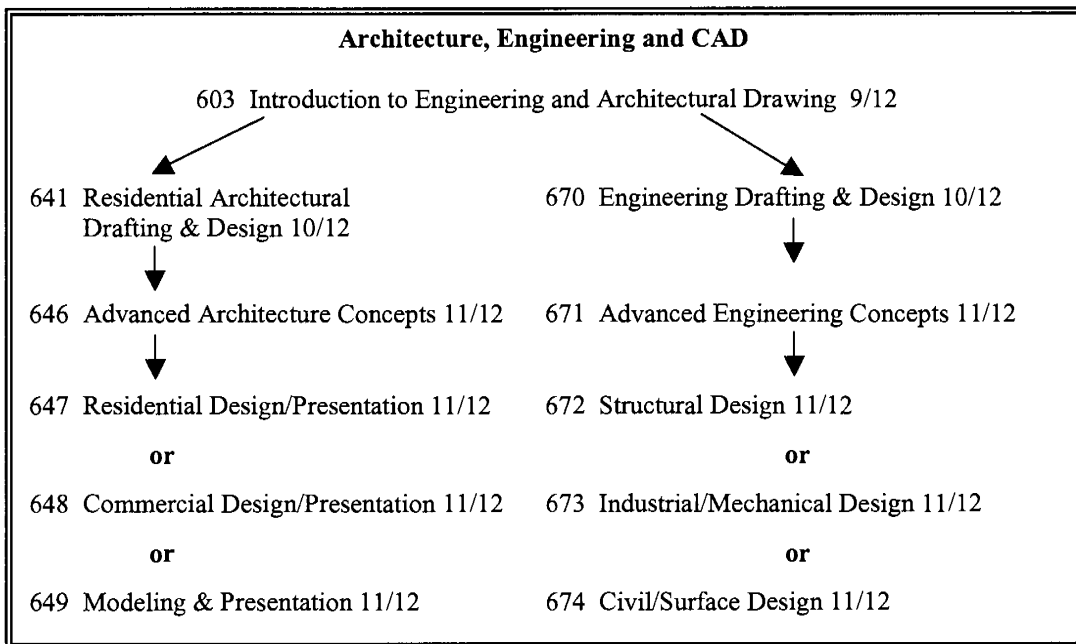 Architecture, Engineering and CAD
603 Introduction to Engineering and Architectural Drawing 9/12
641 Residential Architectural
Drafting & Design 10/12
670 Engineering Drafting & Design 10/12
646 Advanced Architecture Concepts 11/12
671 Advanced Engineering Concepts 11/12
647 Residential Design/Presentation 11/12
672 Structural Design 11/12
or
or
648 Commercial Design/Presentation 11/12
673 Industrial/Mechanical Design 11/12
or
or
649 Modeling & Presentation 11/12
674 Civil/Surface Design 11/12